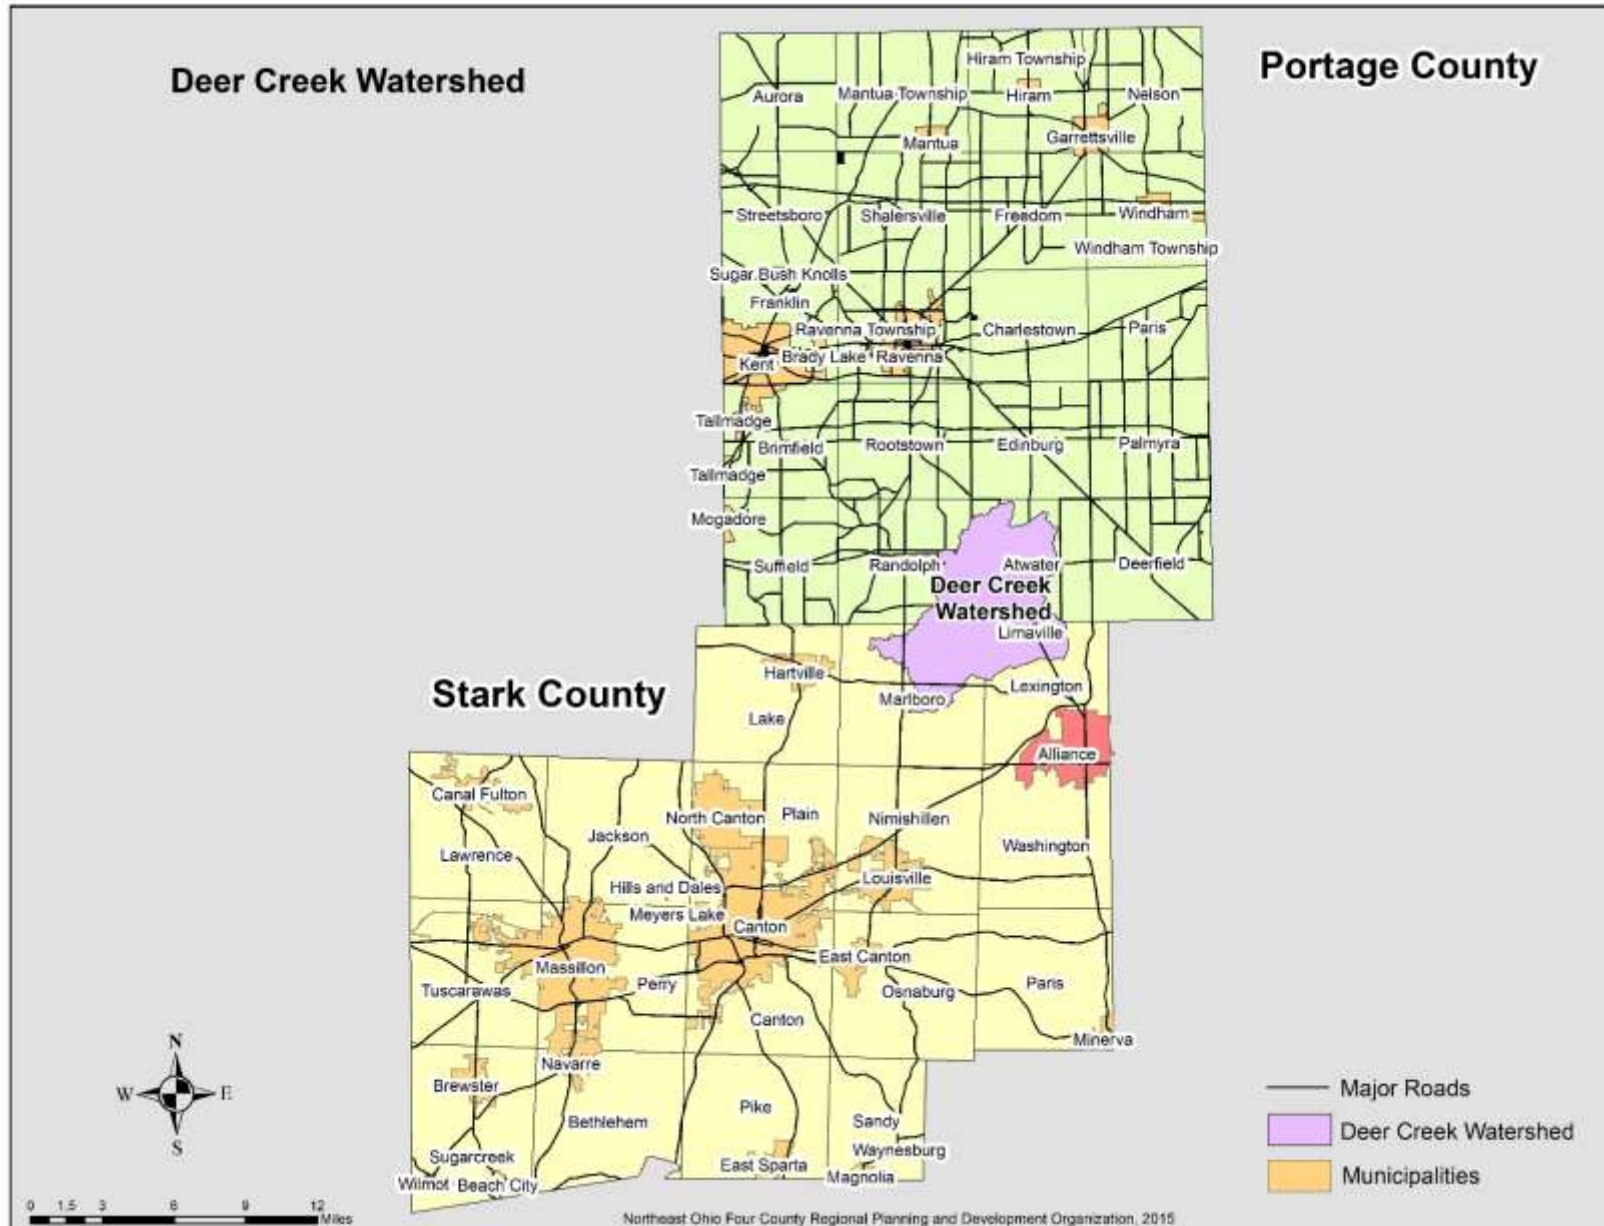 Deer Creek Watershed
Portage County
Hiram Township
Aurora
Mantua Township
Hiram
Nelson
Mantua
Garrettsville
Streetsboro
Shalersville
Freedom
Windham
Windham Township
Sugar Bush Knolls
Franklin
Ravenna Township
Charlestown
Paris
Kent
Brady Lake
Ravenna
Tallmadge
Brimfield
Rootstown
Edinburg
Palmyra
Tallmadge
Mogadore
Suffield
Randolph
Atwater
Deerfield
Deer Creek
Watershed
Limaville
Hartville
Stark County
Marlboro
Lexington
Lake
Alliance
Canal Fulton
North Canton
Plain
Nimishillen
Jackson
Washington
Lawrence
Hills and Dales
Louisville
Meyers Lake
Canton
East Canton
Massillon
Perry
Tuscarawas
Osnaburg
Paris
Canton
Minerva
Navarre
Brewster
Pike
Bethlehem
Sandy
Waynesburg
Sugarcreek
East Sparta
Magnolia
Wilmot
Beach City
N
W
E
S
Major Roads
Deer Creek Watershed
Municipalities
0 1.5 3 6 9 12
Miles
Northeast Ohio Four County Regional Planning and Development Organization, 2015